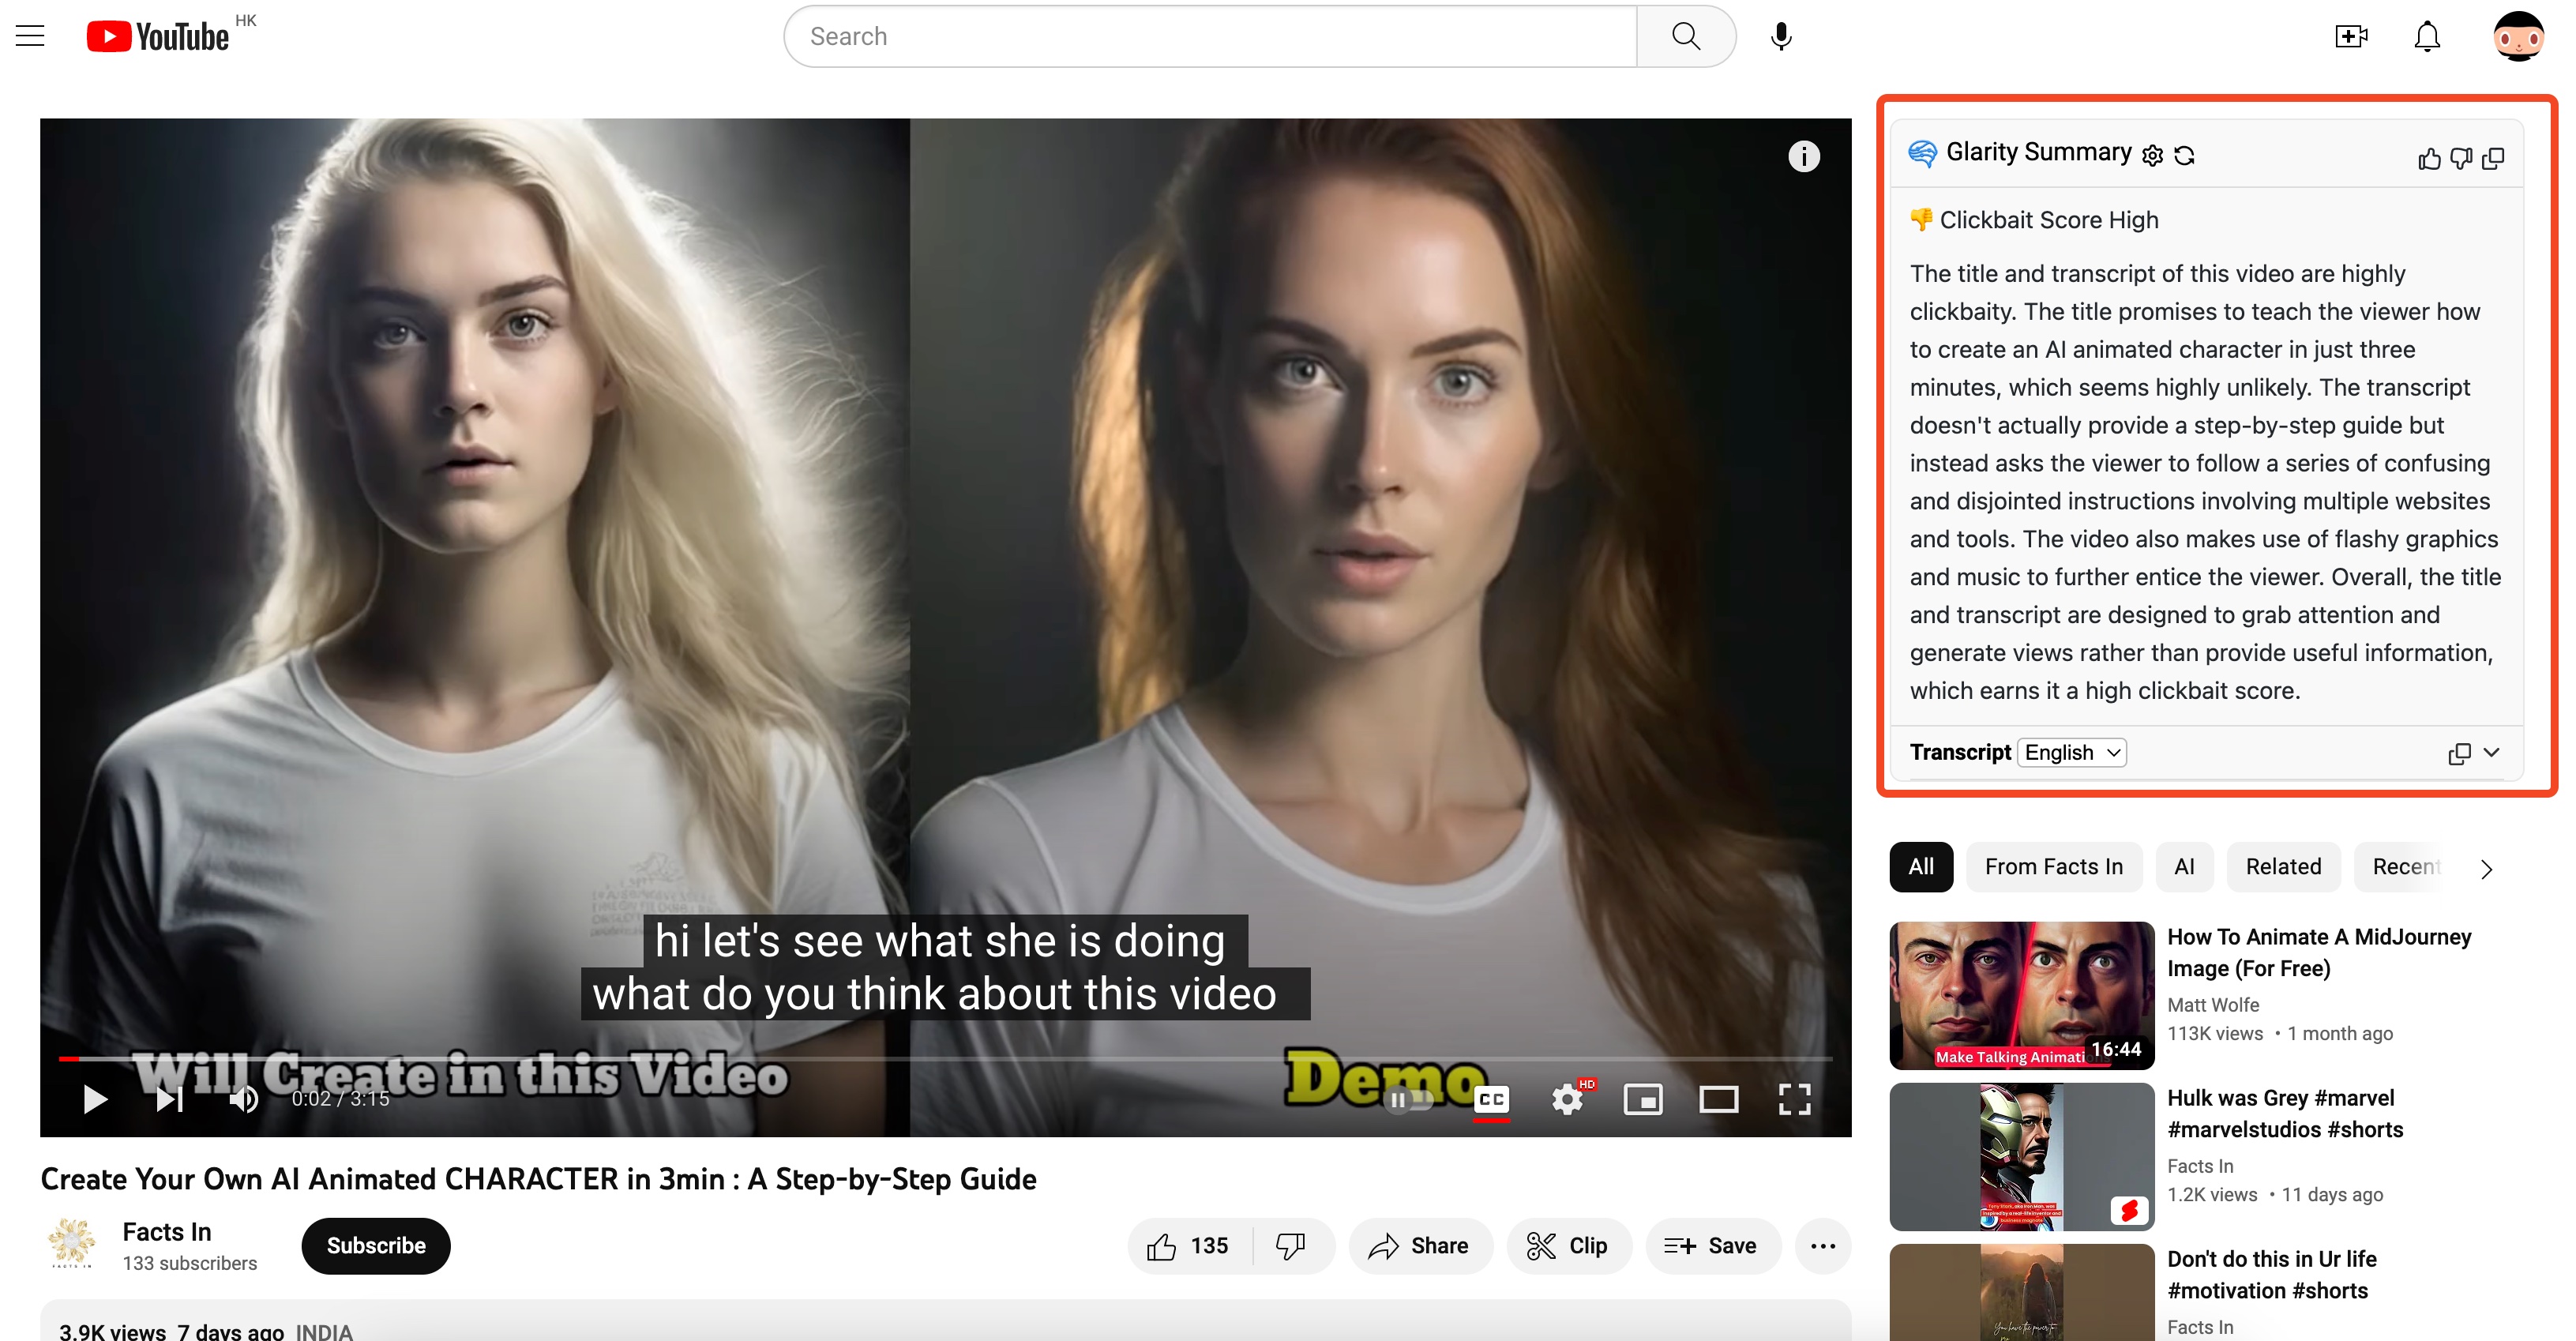 YouTube HK
Search
hi let's see what she is doing
what do you think about this video
Will Create in this Video
Demo
0:02 / 3:15
CC
HD
Create Your Own AI Animated CHARACTER in 3min : A Step-by-Step Guide
FACTS IN
Facts In
133 subscribers
Subscribe
135
Share
Clip
Save
3.9K views 7 days ago INDIA
Glarity Summary
👎 Clickbait Score High
The title and transcript of this video are highly
clickbaity. The title promises to teach the viewer how
to create an AI animated character in just three
minutes, which seems highly unlikely. The transcript
doesn't actually provide a step-by-step guide but
instead asks the viewer to follow a series of confusing
and disjointed instructions involving multiple websites
and tools. The video also makes use of flashy graphics
and music to further entice the viewer. Overall, the title
and transcript are designed to grab attention and
generate views rather than provide useful information,
which earns it a high clickbait score.
Transcript English
All
From Facts In
AI
Related
Recent
Make Talking Animati
16:44
How To Animate A MidJourney
Image (For Free)
Matt Wolfe
113K views • 1 month ago
Hulk was Grey #marvel
#marvelstudios #shorts
Facts In
1.2K views • 11 days ago
Don't do this in Ur life
#motivation #shorts
Facts In